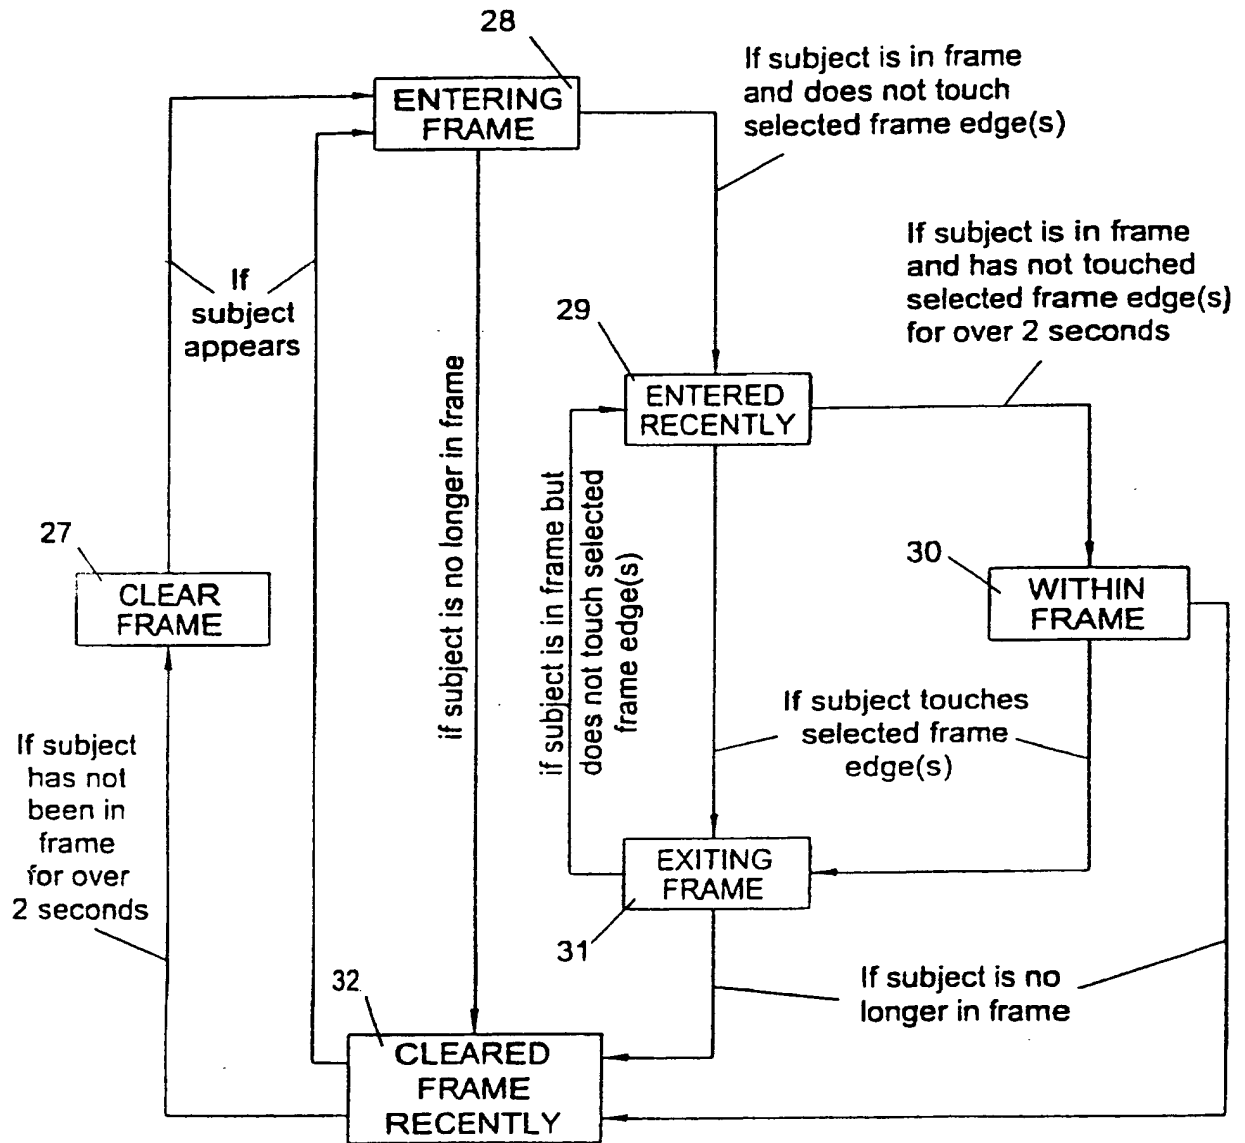 28
ENTERING
FRAME
If subject is in frame
and does not touch
selected frame edge(s)
If subject is in frame
and has not touched
selected frame edge(s)
for over 2 seconds
If
subject
appears
29
ENTERED
RECENTLY
if subject is no longer in frame
if subject is in frame but
does not touch selected
frame edge(s)
27
CLEAR
FRAME
30
WITHIN
FRAME
If subject touches
selected frame
edge(s)
If subject
has not
been in
frame
for over
2 seconds
EXITING
FRAME
31
If subject is no
longer in frame
32
CLEARED
FRAME
RECENTLY